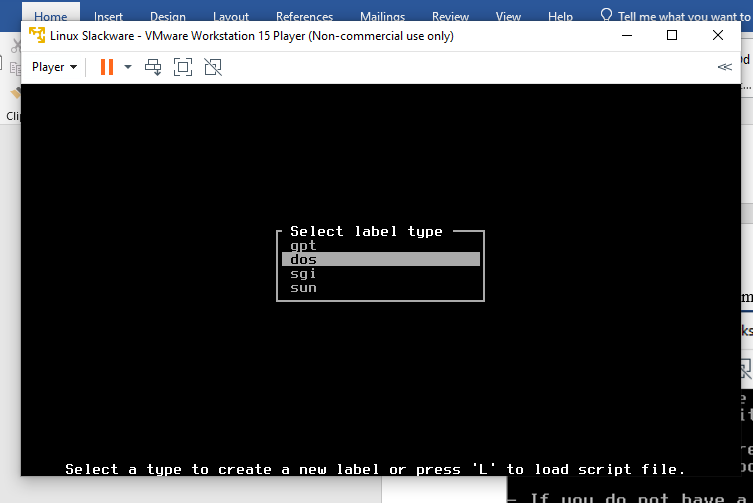 Home Insert Design Layout References Mailings Review View Help Tell me what you want to
Linux Slackware - VMware Workstation 15 Player (Non-commercial use only)
Player
Select label type
gpt
dos
sgi
sun
Select a type to create a new label or press 'L' to load script file.
- If you do not have a